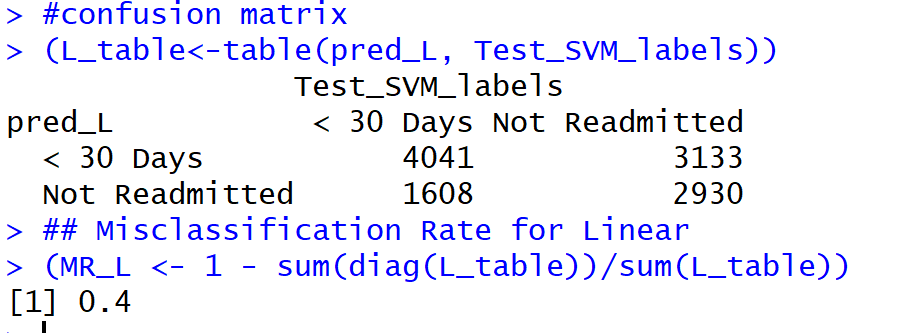 > #confusion matrix
> (L_table<-table(pred_L, Test_SVM_labels))
                Test_SVM_labels
pred_L           < 30 Days Not Readmitted
  < 30 Days           4041           3133
  Not Readmitted      1608           2930
> ## Misclassification Rate for Linear
> (MR_L <- 1 - sum(diag(L_table))/sum(L_table))
[1] 0.4
>